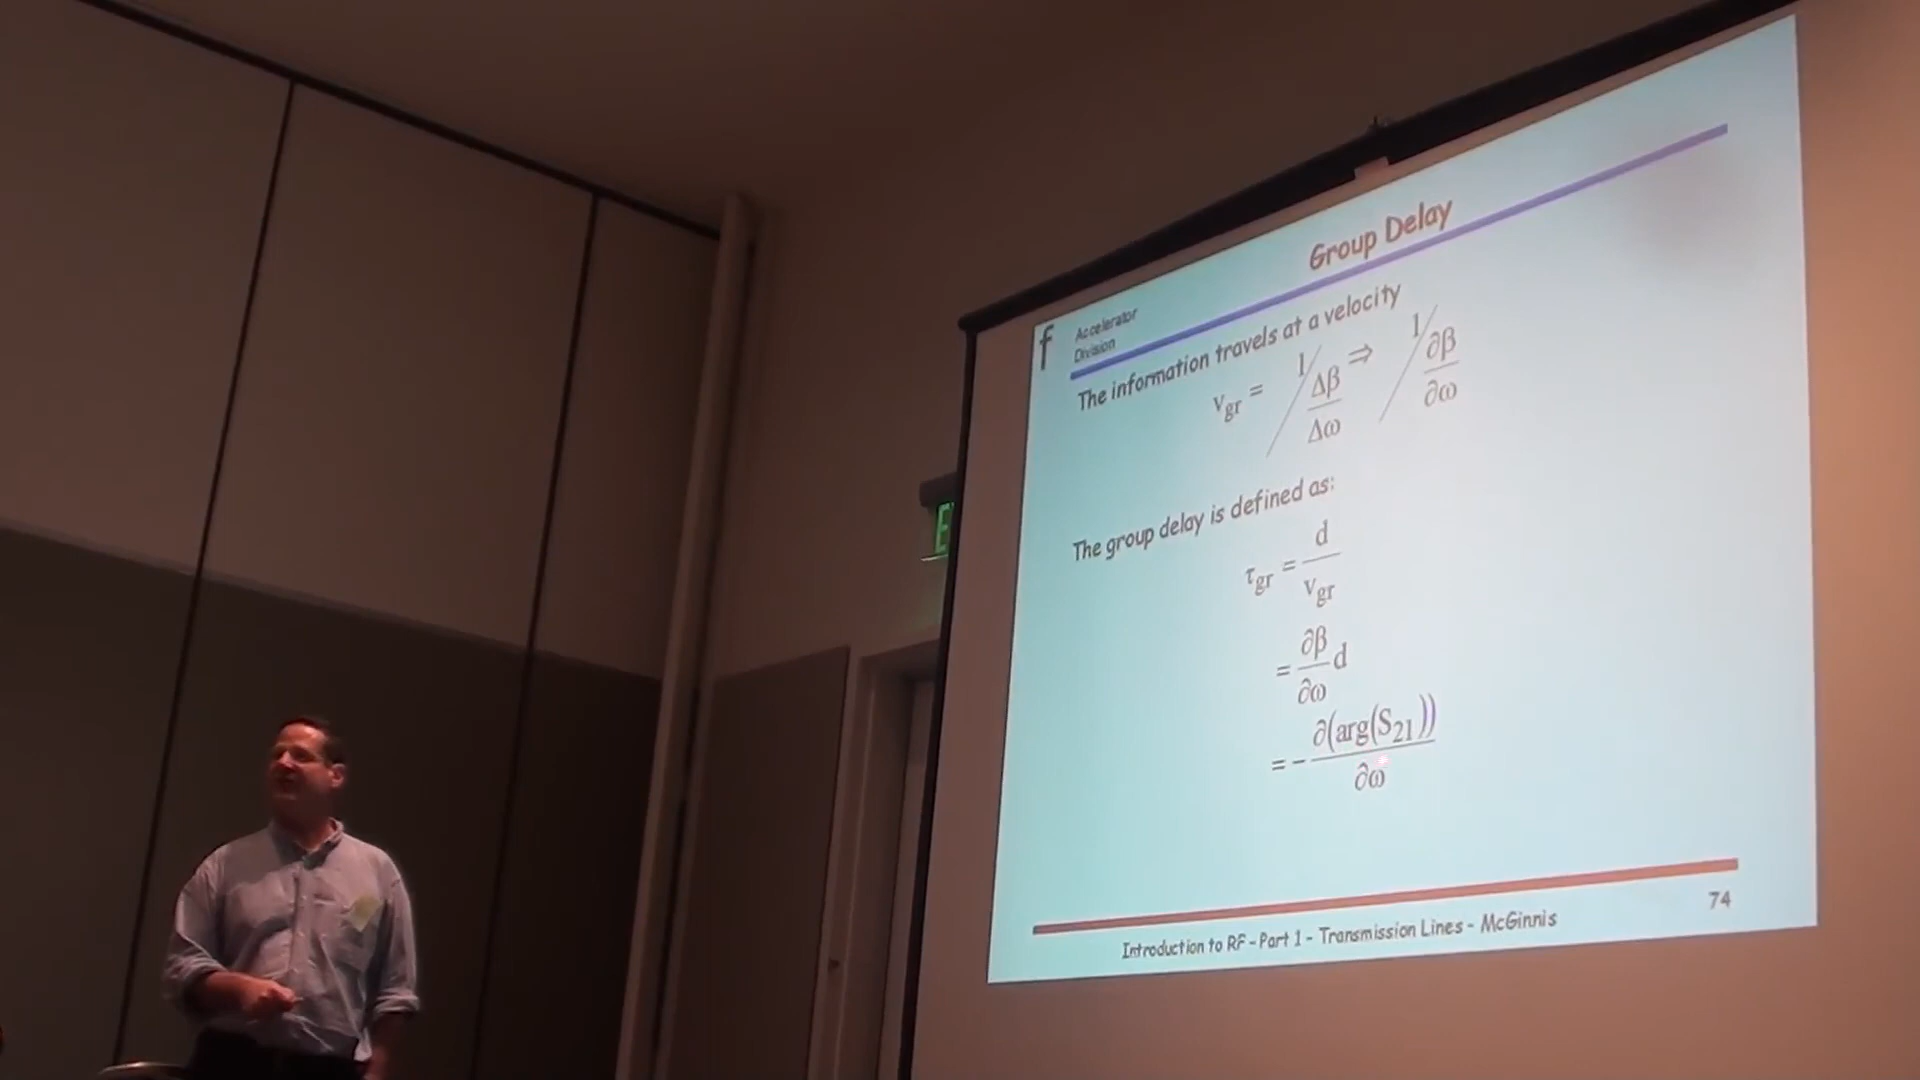 Group Delay
f Accelerator
Division
The information travels at a velocity
v_gr = 1/(Δβ/Δω) ⇒ 1/(∂β/∂ω)
The group delay is defined as:
τ_gr = d/v_gr
= ∂β/∂ω d
= - ∂(arg(S_21))/∂ω
74
Introduction to RF - Part 1 - Transmission Lines - McGinnis
E